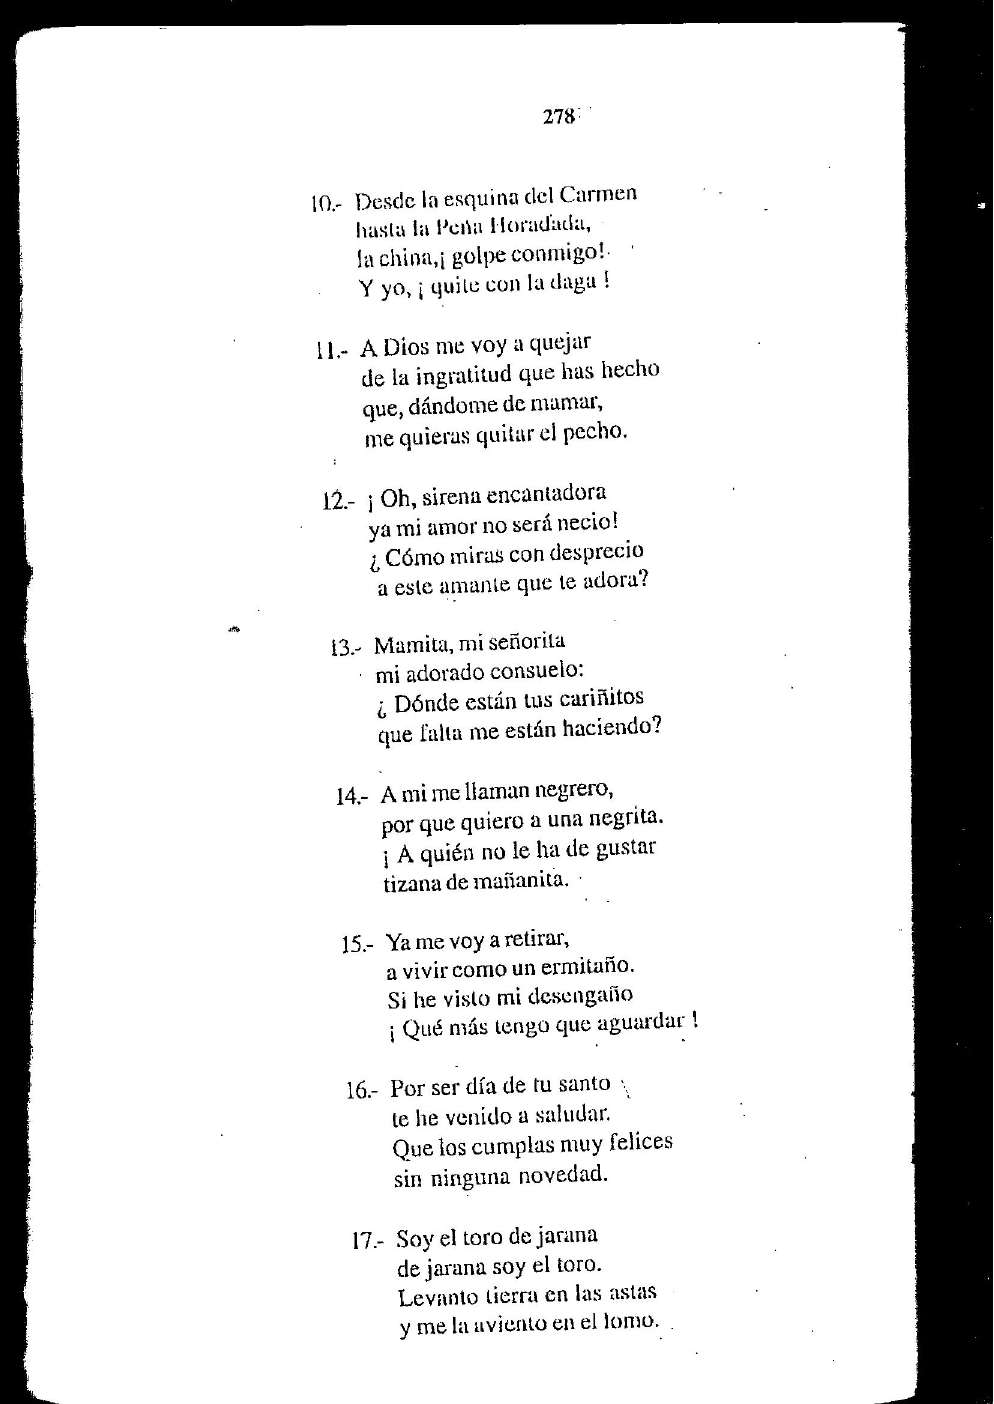 278
10.- Desde la esquina del Carmen
hasta la Peña Horadada,
la china,¡ golpe conmigo!
Y yo, ¡ quite con la daga !
11.- A Dios me voy a quejar
de la ingratitud que has hecho
que, dándome de mamar,
me quieras quitar el pecho.
12.- ¡ Oh, sirena encantadora
ya mi amor no será necio!
¿ Cómo miras con desprecio
a este amante que te adora?
13.- Mamita, mi señorita
mi adorado consuelo:
¿ Dónde están tus cariñitos
que falta me están haciendo?
14.- A mi me llaman negrero,
por que quiero a una negrita.
¡ A quién no le ha de gustar
tizana de mañanita.
15.- Ya me voy a retirar,
a vivir como un ermitaño.
Si he visto mi desengaño
¡ Qué más tengo que aguardar !
16.- Por ser día de tu santo
te he venido a saludar.
Que los cumplas muy felices
sin ninguna novedad.
17.- Soy el toro de jarana
de jarana soy el toro.
Levanto tierra en las astas
y me la aviento en el lomo.